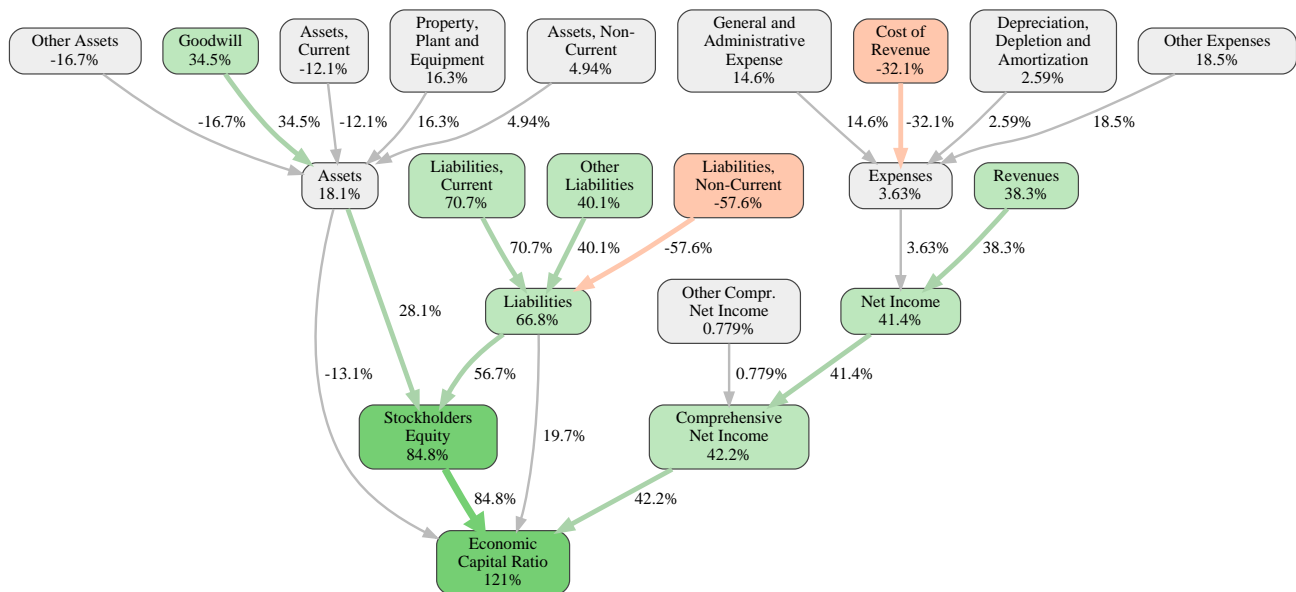 Other Assets
-16.7%
Goodwill
34.5%
Assets,
Current
-12.1%
Property,
Plant and
Equipment
16.3%
Assets, Non-
Current
4.94%
General and
Administrative
Expense
14.6%
Cost of
Revenue
-32.1%
Depreciation,
Depletion and
Amortization
2.59%
Other Expenses
18.5%
-16.7%
34.5%
-12.1%
16.3%
4.94%
14.6%
-32.1%
2.59%
18.5%
Assets
18.1%
Liabilities,
Current
70.7%
Other
Liabilities
40.1%
Liabilities,
Non-Current
-57.6%
Expenses
3.63%
Revenues
38.3%
70.7%
40.1%
-57.6%
3.63%
38.3%
28.1%
Liabilities
66.8%
Other Compr.
Net Income
0.779%
Net Income
41.4%
-13.1%
56.7%
0.779%
41.4%
Stockholders
Equity
84.8%
19.7%
Comprehensive
Net Income
42.2%
84.8%
42.2%
Economic
Capital Ratio
121%